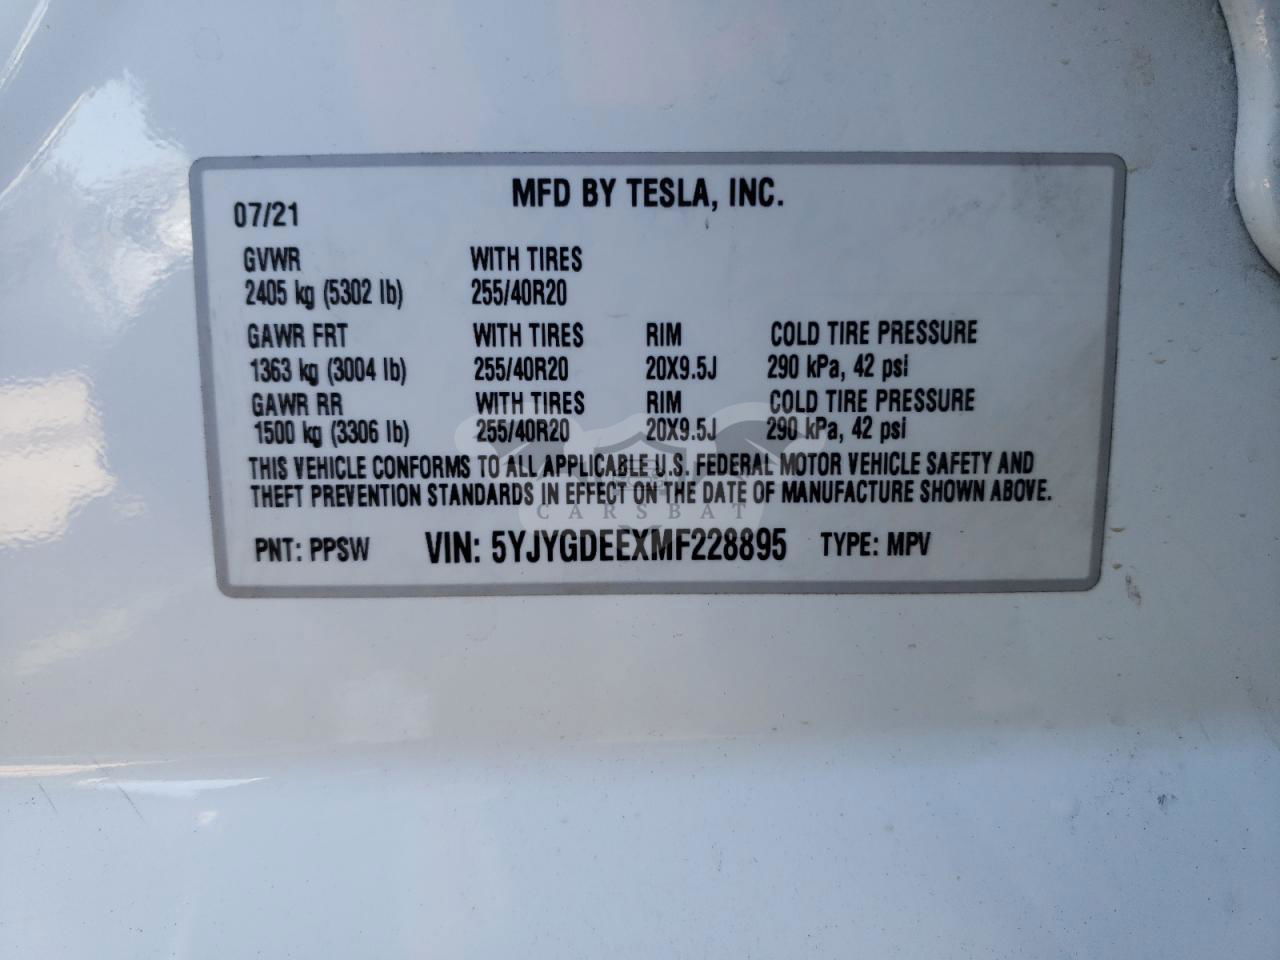 MFD BY TESLA, INC.
07/21
GVWR WITH TIRES
2405 kg (5302 lb) 255/40R20
GAWR FRT WITH TIRES RIM COLD TIRE PRESSURE
1363 kg (3004 lb) 255/40R20 20X9.5J 290 kPa, 42 psi
GAWR RR WITH TIRES RIM COLD TIRE PRESSURE
1500 kg (3306 lb) 255/40R20 20X9.5J 290 kPa, 42 psi
THIS VEHICLE CONFORMS TO ALL APPLICABLE U.S. FEDERAL MOTOR VEHICLE SAFETY AND
THEFT PREVENTION STANDARDS IN EFFECT ON THE DATE OF MANUFACTURE SHOWN ABOVE.
CARSBAT
PNT: PPSW VIN: 5YJYGDEEXMF228895 TYPE: MPV